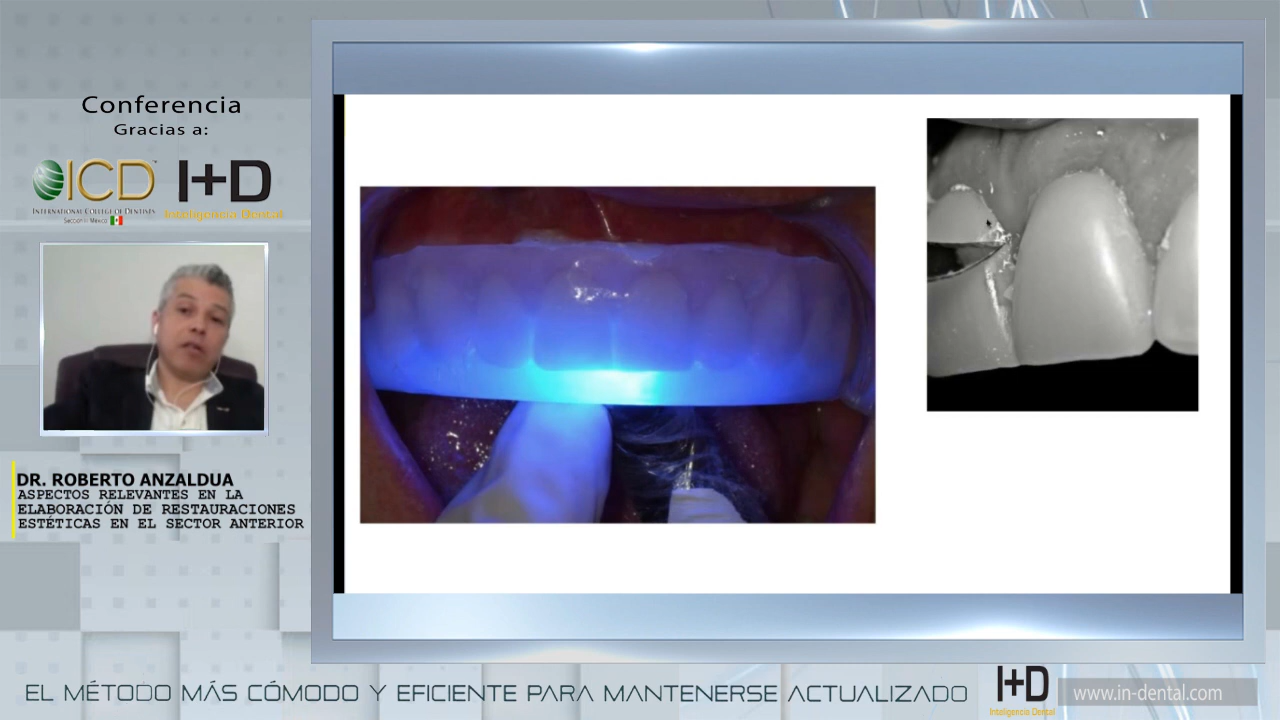 Conferencia
Gracias a:
ICD
I+D
INTERNATIONAL COLLEGE OF DENTISTS
Sección México
Inteligencia Dental
DR. ROBERTO ANZALDUA
ASPECTOS RELEVANTES EN LA
ELABORACIÓN DE RESTAURACIONES
ESTÉTICAS EN EL SECTOR ANTERIOR
EL MÉTODO MÁS CÓMODO Y EFICIENTE PARA MANTENERSE ACTUALIZADO
I+D
Inteligencia Dental
www.in-dental.com